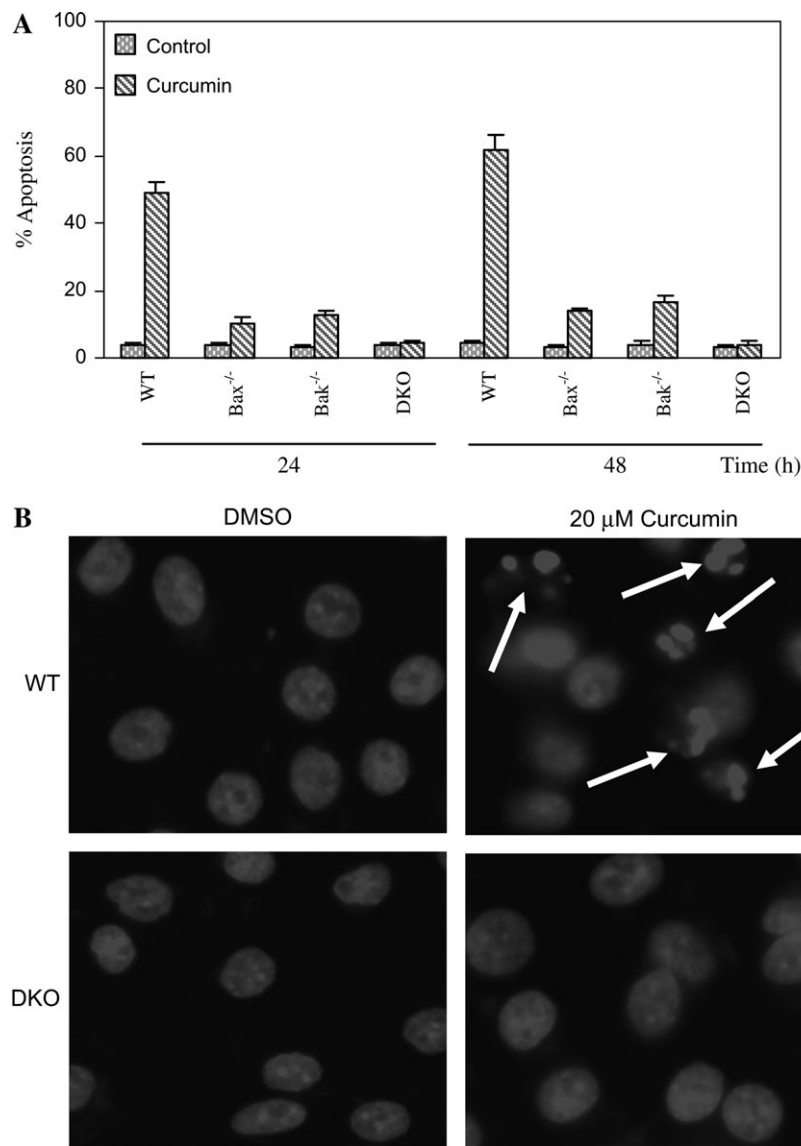 A
100
80
60
40
20
0
% Apoptosis
Control
Curcumin
WT
Bax-/-
Bak-/-
DKO
WT
Bax-/-
Bak-/-
DKO
24
48
Time (h)
B
DMSO
20 μM Curcumin
WT
DKO